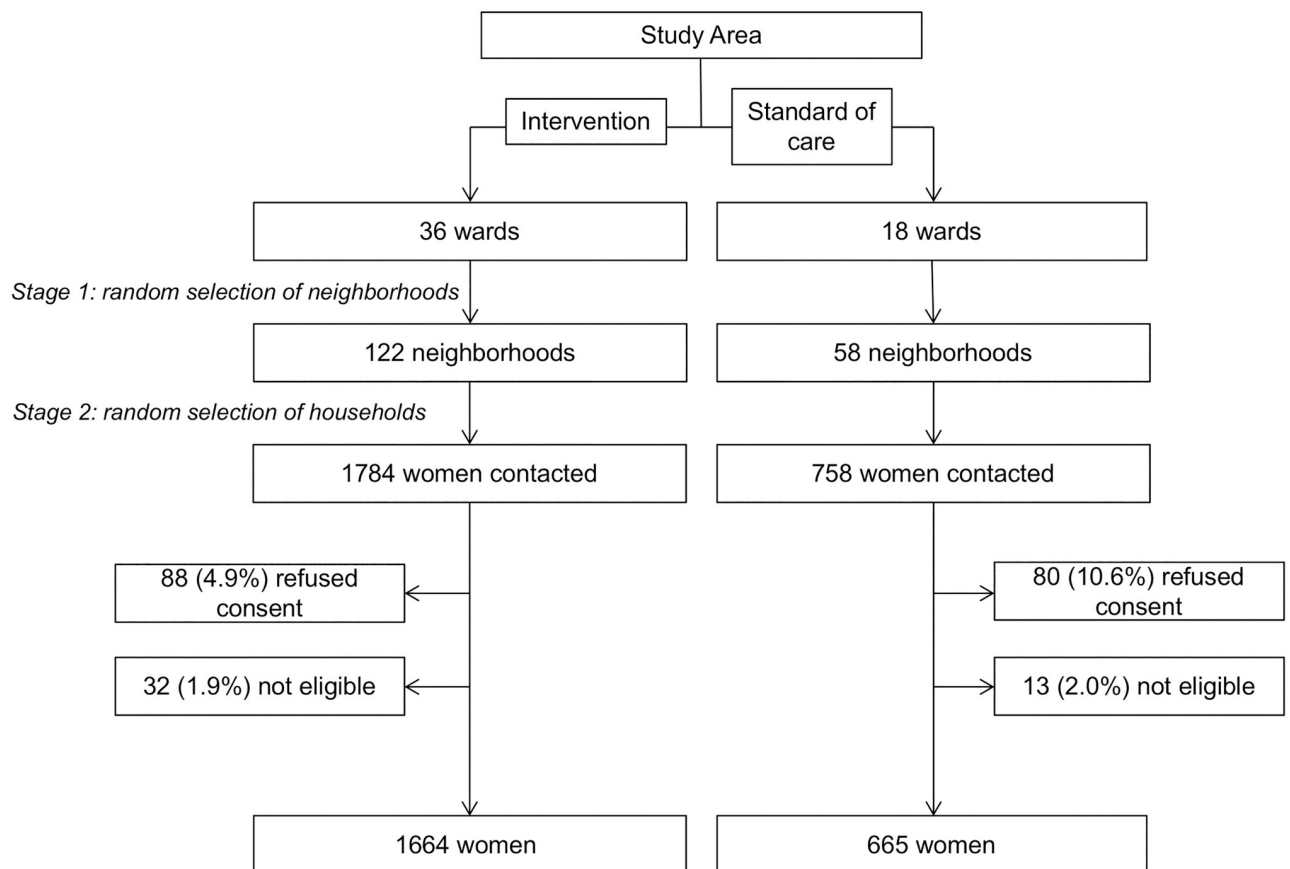 Study Area
Intervention
Standard of
care
36 wards
18 wards
Stage 1: random selection of neighborhoods
122 neighborhoods
58 neighborhoods
Stage 2: random selection of households
1784 women contacted
758 women contacted
88 (4.9%) refused
consent
80 (10.6%) refused
consent
32 (1.9%) not eligible
13 (2.0%) not eligible
1664 women
665 women